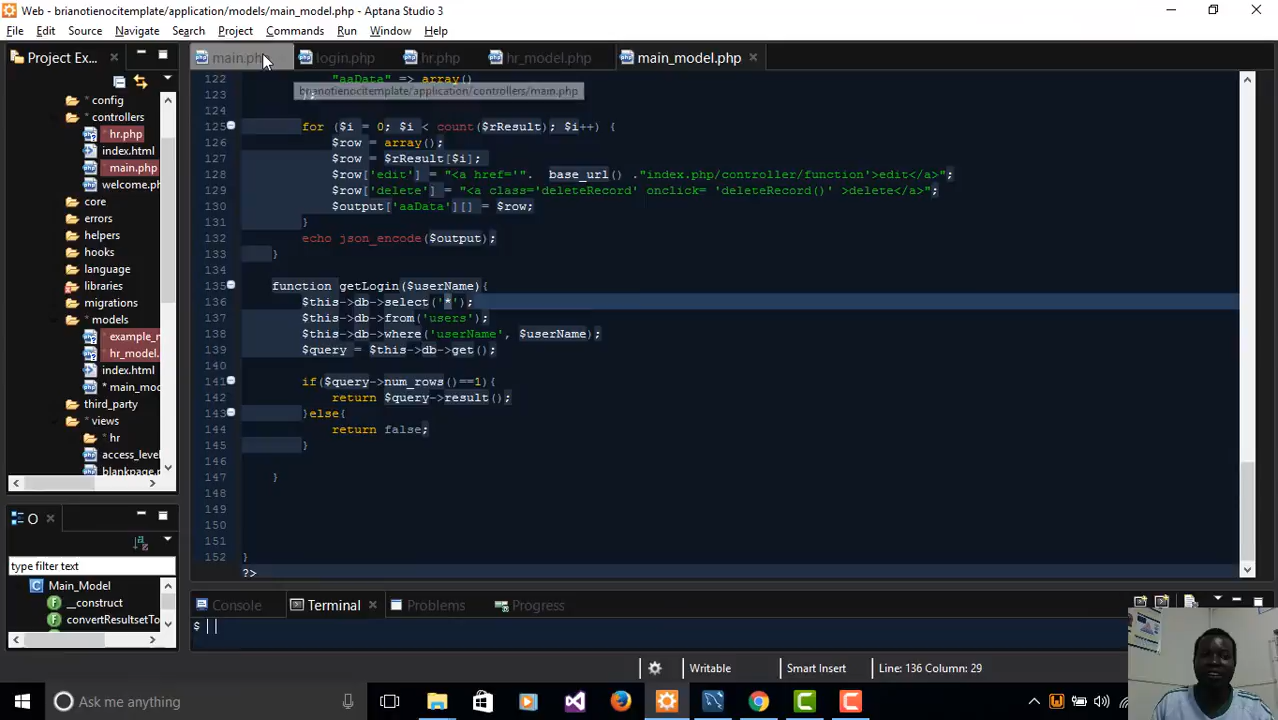 Web - brianotienocitemplate/application/models/main_model.php - Aptana Studio 3
File Edit Source Navigate Search Project Commands Run Window Help
Project Ex...
main.php login.php hr.php hr_model.php main_model.php
brianotienocitemplate/application/controllers/main.php
config
controllers
hr.php
index.html
main.php
welcome.ph
core
errors
helpers
hooks
language
libraries
migrations
models
example_m
hr_model.
index.html
* main_mod
third_party
* views
hr
access_level
blankpage.p
122 "aaData" => array()
123 );
124
125 for ($i = 0; $i < count($rResult); $i++) {
126 $row = array();
127 $row = $rResult[$i];
128 $row['edit'] = "<a href='". base_url() ."index.php/controller/function'>edit</a>";
129 $row['delete'] = "<a class='deleteRecord' onclick= 'deleteRecord()' >delete</a>";
130 $output['aaData'][] = $row;
131 }
132 echo json_encode($output);
133 }
134
135 function getLogin($userName){
136 $this->db->select('*');
137 $this->db->from('users');
138 $this->db->where('userName', $userName);
139 $query = $this->db->get();
140
141 if($query->num_rows()==1){
142 return $query->result();
143 }else{
144 return false;
145 }
146
147 }
148
149
150
151
152 }
?>
O
type filter text
Main_Model
__construct
convertResultsetTo
Console Terminal Problems Progress
$
Writable Smart Insert Line: 136 Column: 29
Ask me anything